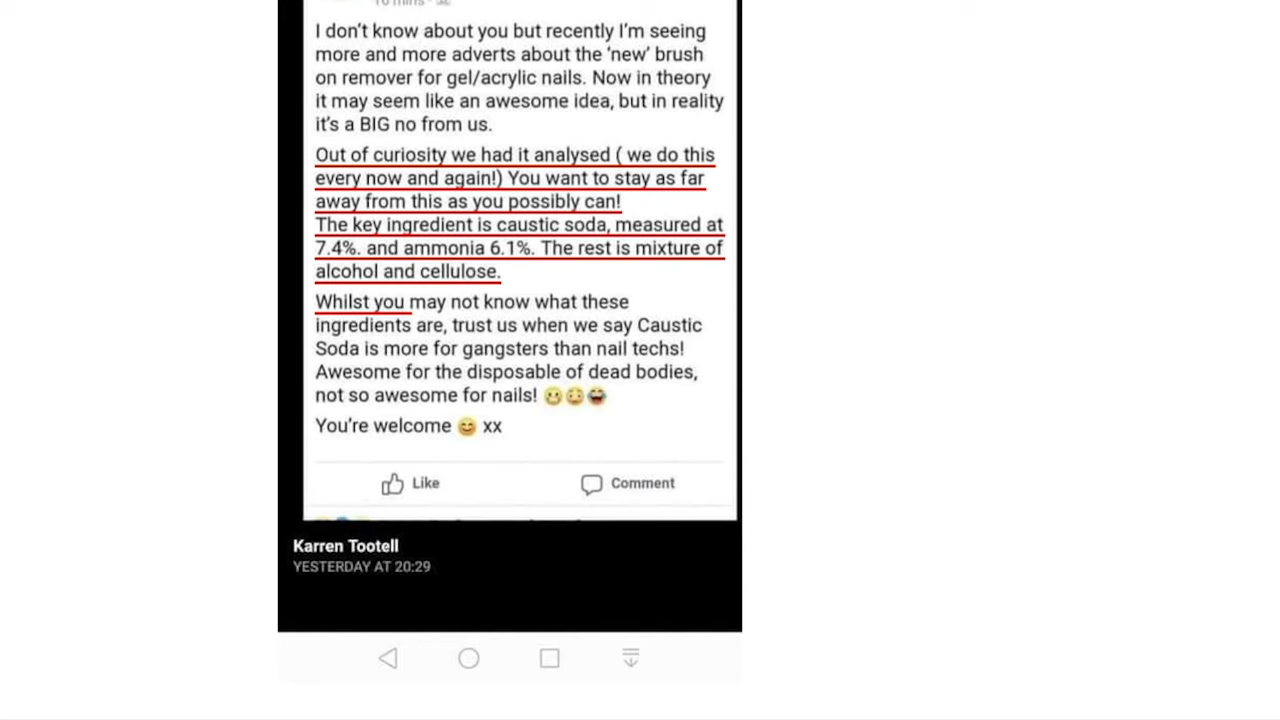 10 mins
I don’t know about you but recently I’m seeing
more and more adverts about the ‘new’ brush
on remover for gel/acrylic nails. Now in theory
it may seem like an awesome idea, but in reality
it’s a BIG no from us.
Out of curiosity we had it analysed ( we do this
every now and again!) You want to stay as far
away from this as you possibly can!
The key ingredient is caustic soda, measured at
7.4%. and ammonia 6.1%. The rest is mixture of
alcohol and cellulose.
Whilst you may not know what these
ingredients are, trust us when we say Caustic
Soda is more for gangsters than nail techs!
Awesome for the disposable of dead bodies,
not so awesome for nails! 😬😳😂
You’re welcome 😊 xx
Like Comment
Karren Tootell
YESTERDAY AT 20:29